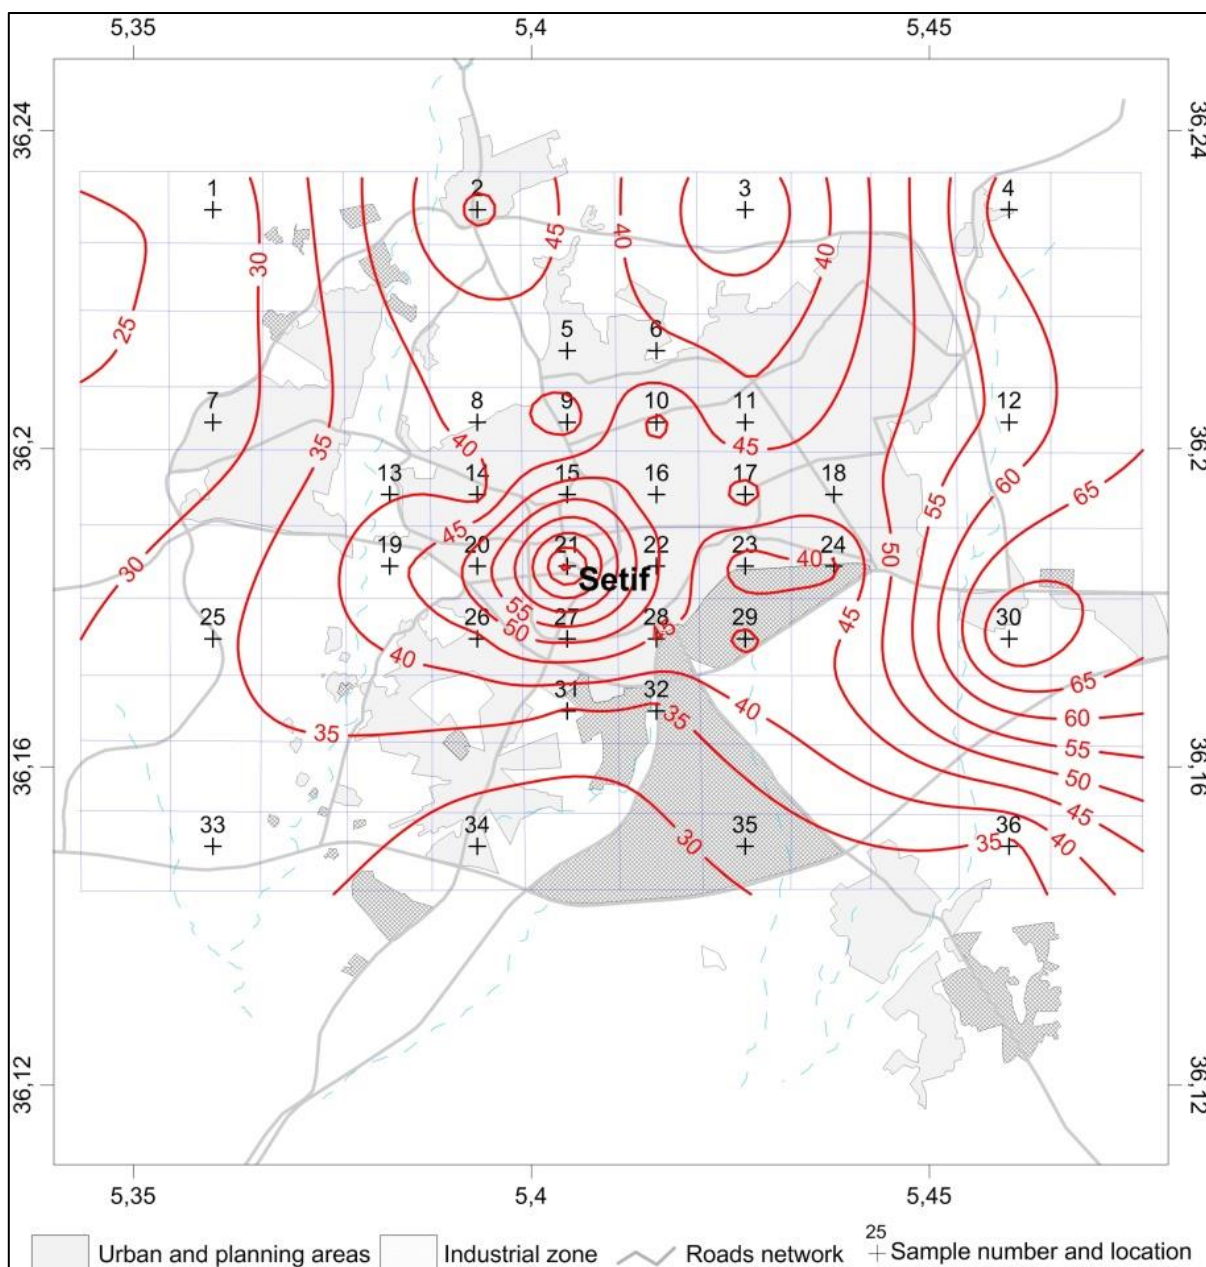 5,35 5,4 5,45
36,24 36,24
1 2 3 4
45 40 40
30
25
5 6
7 8 9 10 11 12
35 40 45
36,2 36,2
60
65
13 14 15 16 17 18
55
45
50
19 20 21 22 23 40 24
30
Setif
55
50
45
45
25 26 27 28 29 30
40
65
31 32
40
35
35
60
55
50
45
36,16 36,16
33 34 35 36
30
35
40
36,12 36,12
5,35 5,4 5,45
25
Urban and planning areas Industrial zone Roads network Sample number and location